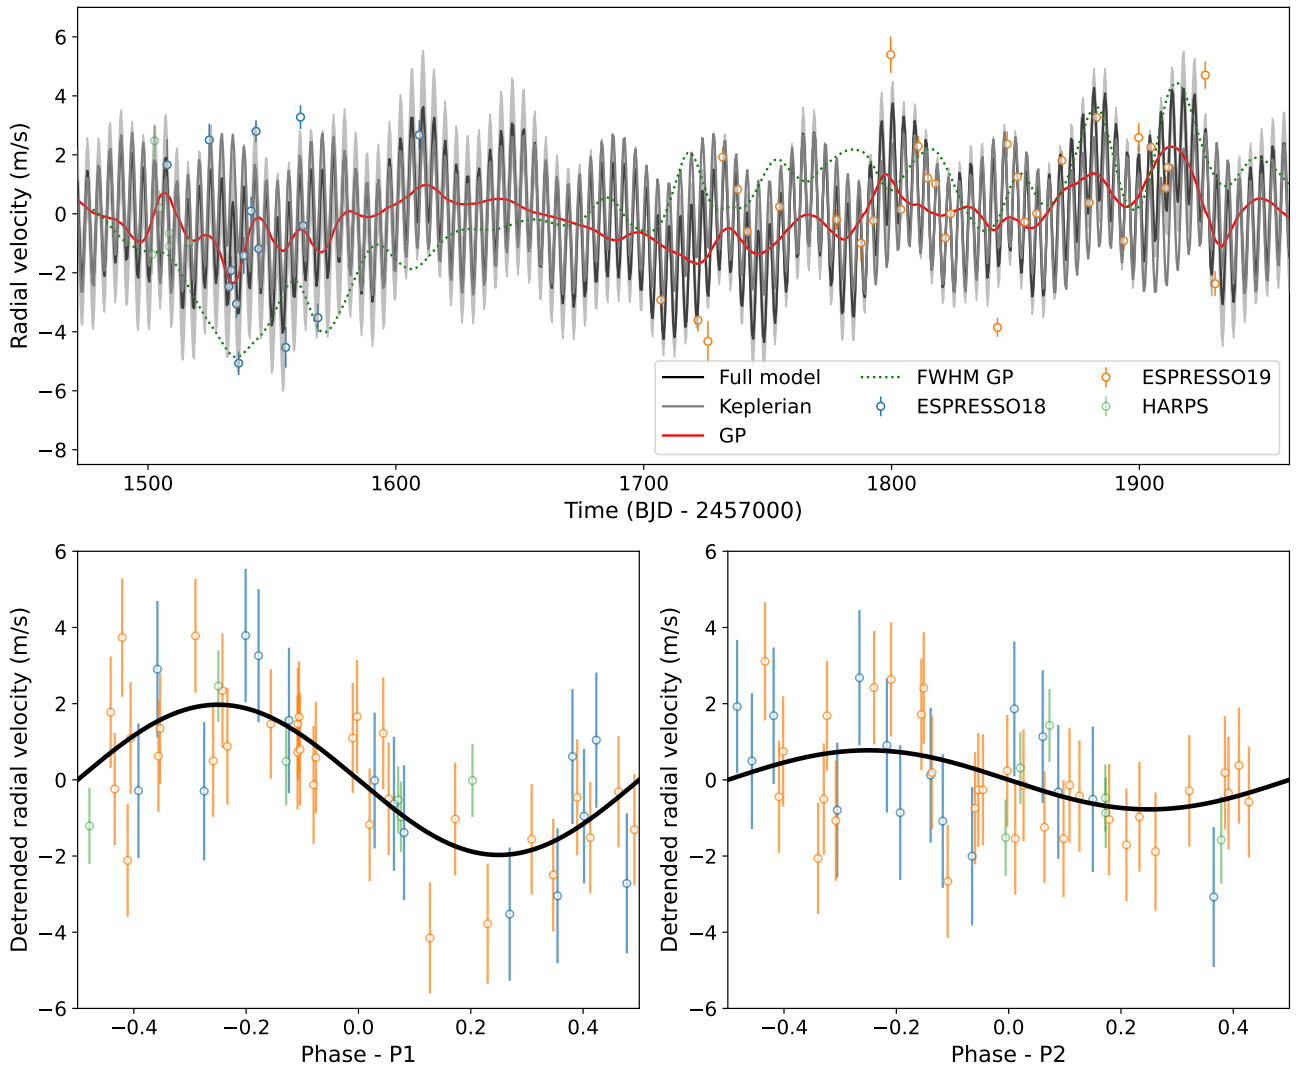 Radial velocity (m/s)
6
4
2
0
−2
−4
−6
−8
Full model
Keplerian
GP
FWHM GP
ESPRESSO18
ESPRESSO19
HARPS
1500 1600 1700 1800 1900
Time (BJD - 2457000)
Detrended radial velocity (m/s)
6
4
2
0
−2
−4
−6
−0.4 −0.2 0.0 0.2 0.4
Phase - P1
Detrended radial velocity (m/s)
6
4
2
0
−2
−4
−6
−0.4 −0.2 0.0 0.2 0.4
Phase - P2